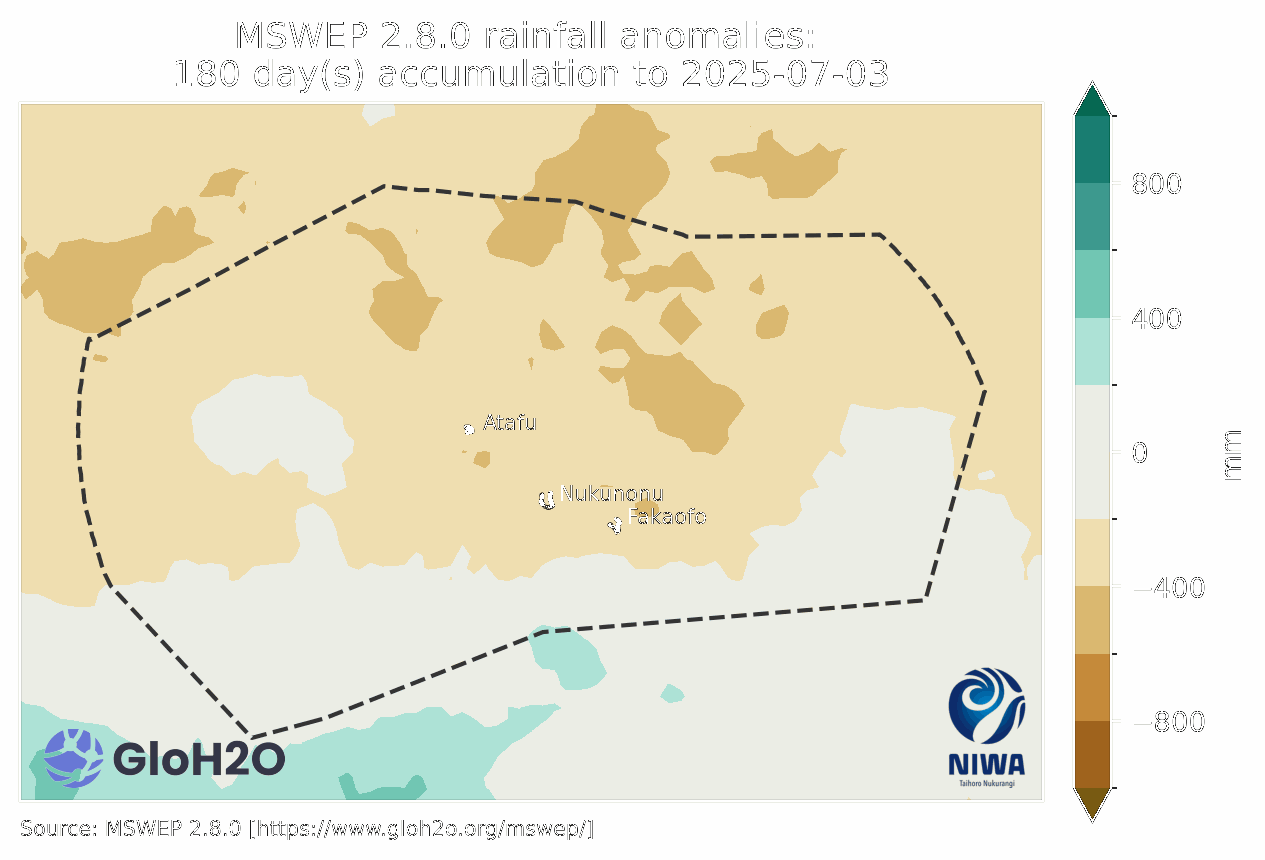 MSWEP 2.8.0 rainfall anomalies:
180 day(s) accumulation to 2025-07-03
800
400
0
−400
−800
mm
Atafu
Nukunonu
Fakaofo
GloH2O
NIWA
Taihoro Nukurangi
Source: MSWEP 2.8.0 [https://www.gloh2o.org/mswep/]